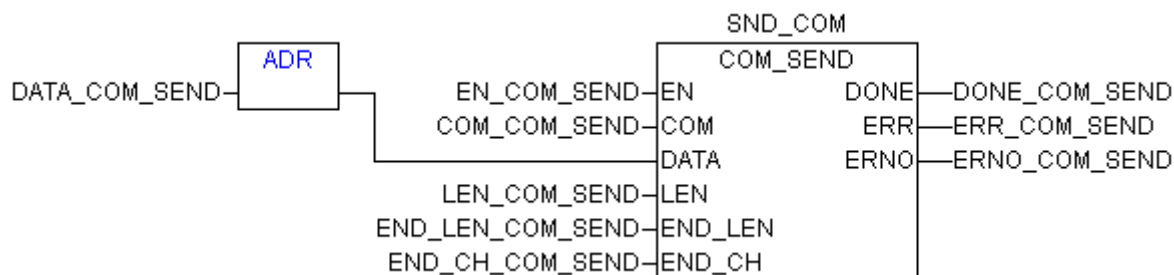 SND_COM
ADR
COM_SEND
DATA_COM_SEND
EN_COM_SEND EN DONE DONE_COM_SEND
COM_COM_SEND COM ERR ERR_COM_SEND
DATA ERNO ERNO_COM_SEND
LEN_COM_SEND LEN
END_LEN_COM_SEND END_LEN
END_CH_COM_SEND END_CH